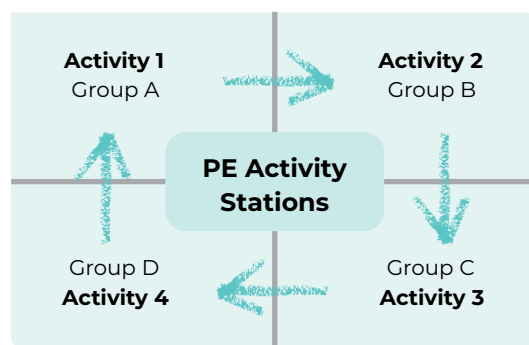 Activity 1
Group A
Activity 2
Group B
PE Activity
Stations
Group D
Activity 4
Group C
Activity 3